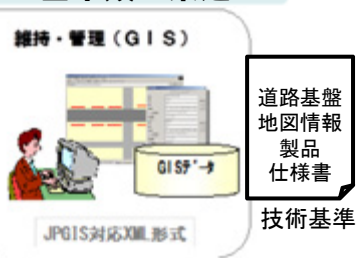 維持・管理（ＧＩＳ）
GISﾃﾞｰﾀ
JPGIS対応XML形式
道路基盤
地図情報
製品
仕様書
技術基準